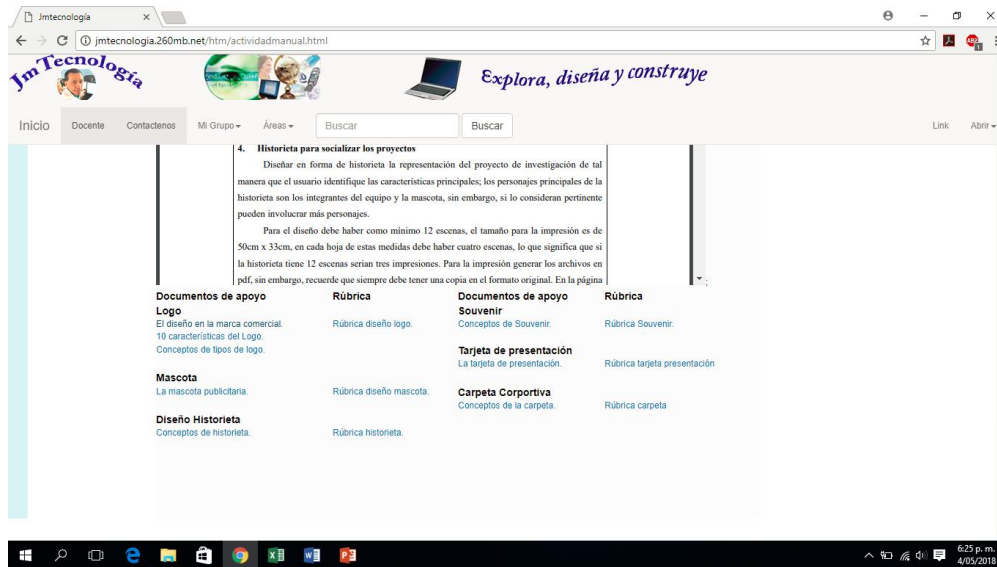 Jmtecnología
jmtecnologia.260mb.net/htm/actividadmanual.html
JmTecnología
Explora, diseña y construye
Inicio Docente Contactenos Mi Grupo Áreas Buscar Buscar Link Abrir
4. Historieta para socializar los proyectos
Diseñar en forma de historieta la representación del proyecto de investigación de tal
manera que el usuario identifique las características principales; los personajes principales de la
historieta son los integrantes del equipo y la mascota, sin embargo, si lo consideran pertinente
pueden involucrar más personajes.
Para el diseño debe haber como mínimo 12 escenas, el tamaño para la impresión es de
50cm x 33cm, en cada hoja de estas medidas debe haber cuatro escenas, lo que significa que si
la historieta tiene 12 escenas serian tres impresiones. Para la impresión generar los archivos en
pdf, sin embargo, recuerde que siempre debe tener una copia en el formato original. En la página
Documentos de apoyo Rúbrica
Logo
El diseño en la marca comercial. Rúbrica diseño logo.
10 características del Logo.
Conceptos de tipos de logo.
Mascota
La mascota publicitaria. Rúbrica diseño mascota.
Diseño Historieta
Conceptos de historieta. Rúbrica historieta.
Documentos de apoyo Rúbrica
Souvenir
Conceptos de Souvenir. Rúbrica Souvenir.
Tarjeta de presentación
La tarjeta de presentación. Rúbrica tarjeta presentación
Carpeta Corportiva
Conceptos de la carpeta. Rúbrica carpeta
6:25 p. m.
4/05/2018